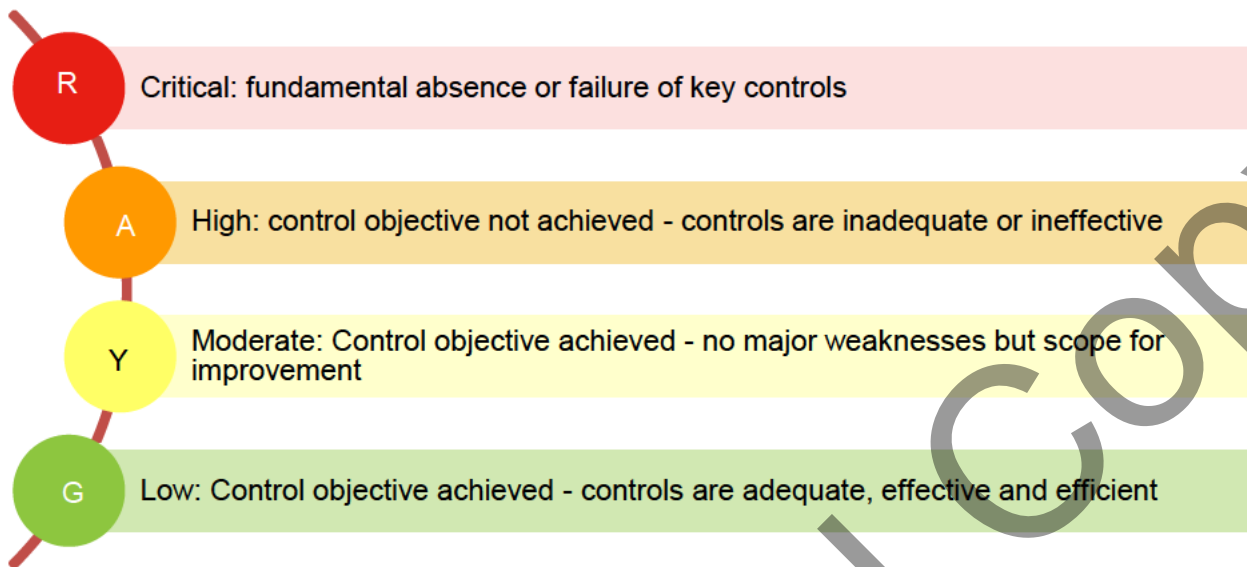 R
Critical: fundamental absence or failure of key controls
A
High: control objective not achieved - controls are inadequate or ineffective
Y
Moderate: Control objective achieved - no major weaknesses but scope for
improvement
G
Low: Control objective achieved - controls are adequate, effective and efficient